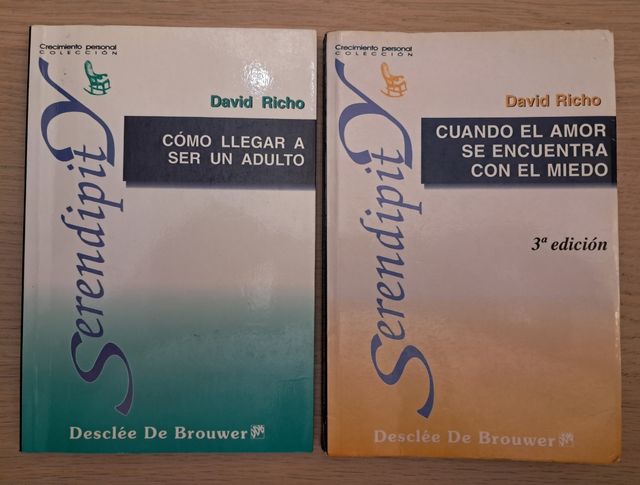 Crecimiento personal
COLECCIÓN
SerendipitY
David Richo
CÓMO LLEGAR A
SER UN ADULTO
Desclée De Brouwer
Crecimiento personal
COLECCIÓN
SerendipitY
David Richo
CUANDO EL AMOR
SE ENCUENTRA
CON EL MIEDO
3ª edición
Desclée De Brouwer